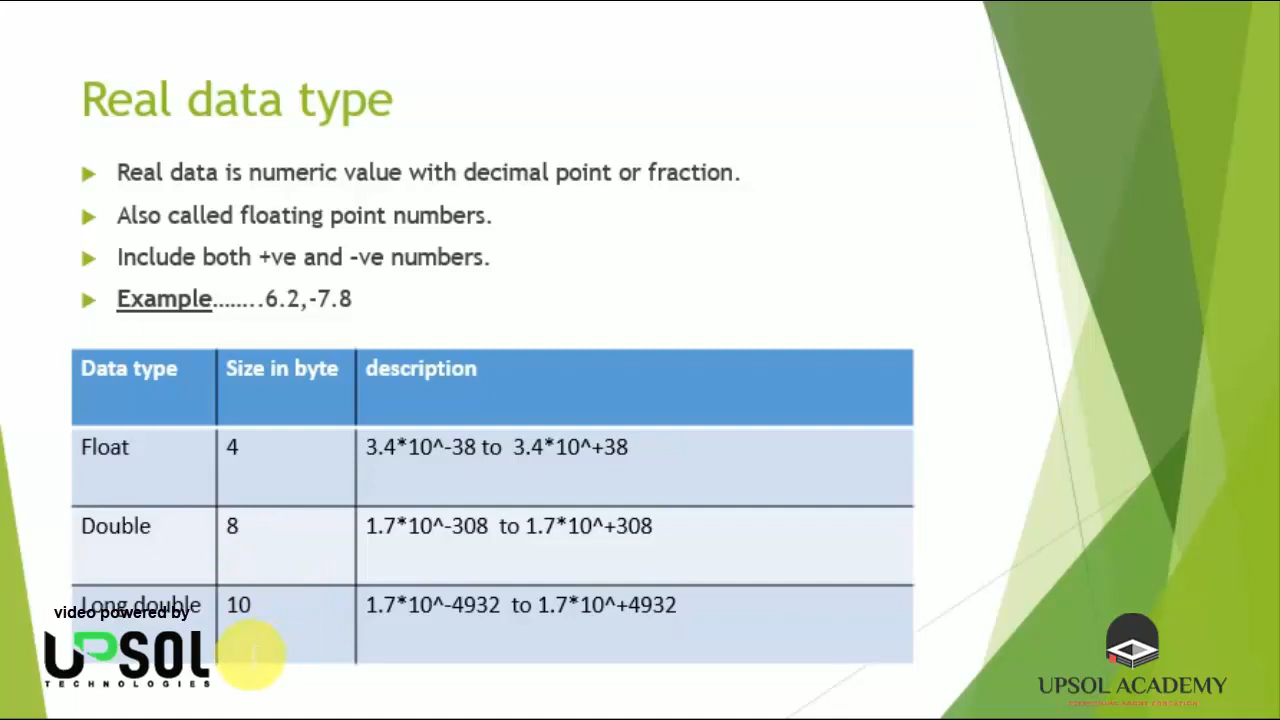 Real data type
Real data is numeric value with decimal point or fraction.
Also called floating point numbers.
Include both +ve and –ve numbers.
Example……..6.2,-7.8
Data type Size in byte description
Float 4 3.4*10^-38 to 3.4*10^+38
Double 8 1.7*10^-308 to 1.7*10^+308
Long double 10 1.7*10^-4932 to 1.7*10^+4932
video powered by
UPSOL
TECHNOLOGIES
UPSOL ACADEMY